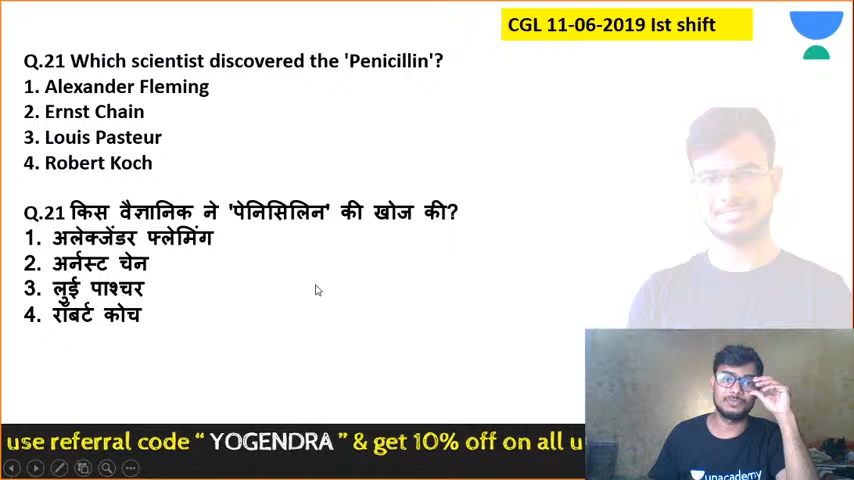 CGL 11-06-2019 Ist shift
Q.21 Which scientist discovered the 'Penicillin'?
1. Alexander Fleming
2. Ernst Chain
3. Louis Pasteur
4. Robert Koch
Q.21 किस वैज्ञानिक ने 'पेनिसिलिन' की खोज की?
1. अलेक्जेंडर फ्लेमिंग
2. अर्नस्ट चेन
3. लुई पाश्चर
4. रॉबर्ट कोच
use referral code “ YOGENDRA ” & get 10% off on all u
unacademy